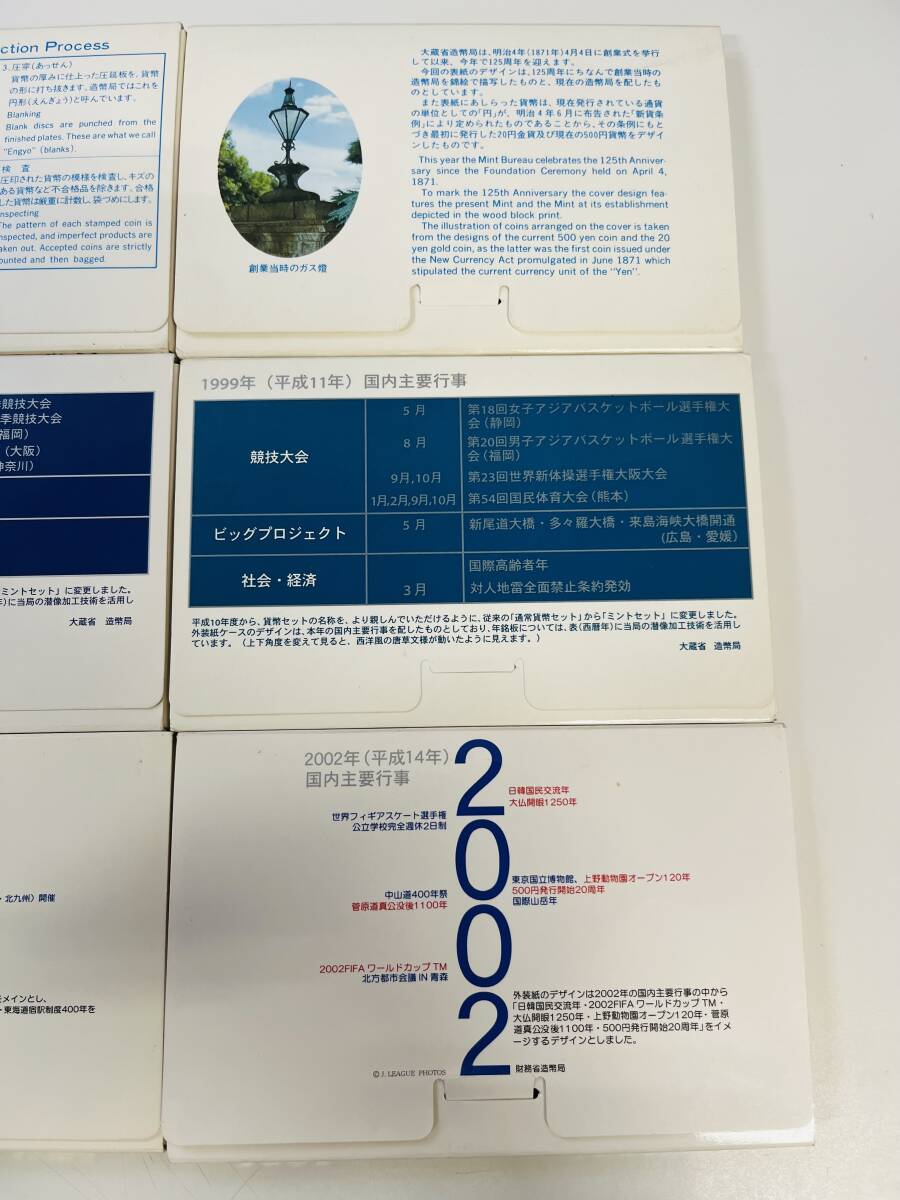 ction Process
3. 圧穿(あっせん)
貨幣の厚みに仕上った圧延板を、貨幣
の形に打ち抜きます。造幣局ではこれを
円形(えんぎょう)と呼んでいます。
Blanking
Blank discs are punched from the
finished plates. These are what we call
"Engyo" (blanks).
検 査
圧印された貨幣の模様を検査し、キズの
ある貨幣など不合格品を除きます。合格
した貨幣は厳重に計数し、袋づめにします。
nspecting
The pattern of each stamped coin is
nspected, and imperfect products are
aken out. Accepted coins are strictly
ounted and then bagged.
大蔵省造幣局は、明治4年(1871年)4月4日に創業式を挙行
して以来、今年で125周年を迎えます。
今回の表紙のデザインは、125周年にちなんで創業当時の
造幣局を錦絵で描写したものと、現在の造幣局を配したも
のとしています。
また表紙にあしらった貨幣は、現在発行されている通貨
の単位としての「円」が、明治4年6月に布告された「新貨条
例」により定められたものであることから、その条例にもと
づき最初に発行した20円金貨及び現在の500円貨幣をデザイ
ンしたものです。
This year the Mint Bureau celebrates the 125th Anniver-
sary since the Foundation Ceremony held on April 4,
1871.
To mark the 125th Anniversary the cover design fea-
tures the present Mint and the Mint at its establishment
depicted in the wood block print.
The illustration of coins arranged on the cover is taken
from the designs of the current 500 yen coin and the 20
yen gold coin, as the latter was the first coin issued under
the New Currency Act promulgated in June 1871 which
stipulated the current currency unit of the "Yen".
創業当時のガス燈
競技大会
季競技大会
福岡)
(大阪)
神奈川)
ミントセット」に変更しました。
年)に当局の潜像加工技術を活用し
大蔵省 造幣局
1999年(平成11年)国内主要行事
競技大会
5月 第18回女子アジアバスケットボール選手権大
会(静岡)
8月 第20回男子アジアバスケットボール選手権大
会(福岡)
9月,10月 第23回世界新体操選手権大阪大会
1月,2月,9月,10月 第54回国民体育大会(熊本)
ビッグプロジェクト 5月 新尾道大橋・多々羅大橋・来島海峡大橋開通
(広島・愛媛)
社会・経済
国際高齢者年
3月 対人地雷全面禁止条約発効
平成10年度から、貨幣セットの名称を、より親しんでいただけるように、従来の「通常貨幣セット」から「ミントセット」に変更しました。
外装紙ケースのデザインは、本年の国内主要行事を配したものとしており、年銘板については、表(西暦年)に当局の潜像加工技術を活用し
ています。(上下角度を変えて見ると、西洋風の唐草文様が動いたように見えます。)
大蔵省 造幣局
・北九州〉開催
をメインとし、
・東海道宿駅制度400年を
2002年(平成14年)
国内主要行事
2002
日韓国民交流年
大仏開眼1250年
世界フィギアスケート選手権
公立学校完全週休2日制
東京国立博物館、上野動物園オープン120年
500円発行開始20周年
国際山岳年
中山道400年祭
菅原道真公没後1100年
2002FIFAワールドカップTM
北方都市会議IN青森
外装紙のデザインは2002年の国内主要行事の中から
「日韓国民交流年・2002FIFAワールドカップTM・
大仏開眼1250年・上野動物園オープン120年・菅原
道真公没後1100年・500円発行開始20周年」をイメ
ージするデザインとしました。
©J. LEAGUE PHOTOS
財務省造幣局